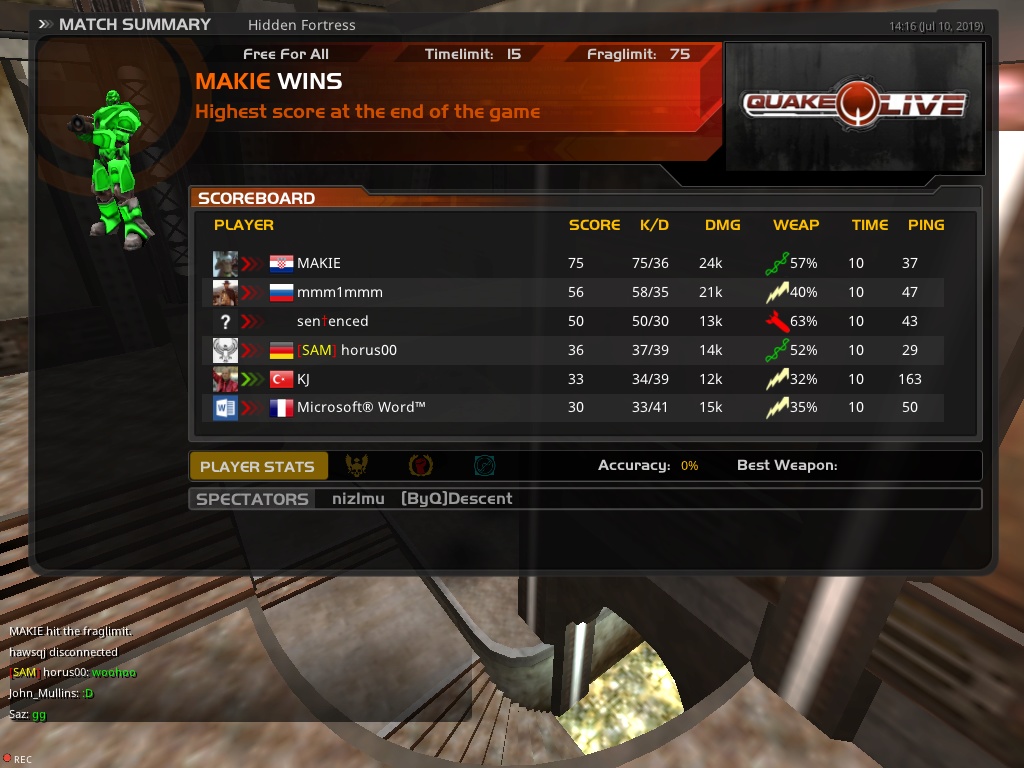 MATCH SUMMARY Hidden Fortress 14:16 (Jul 10, 2019)
Free For All Timelimit: 15 Fraglimit: 75
MAKIE WINS
Highest score at the end of the game
QUAKE LIVE
SCOREBOARD
PLAYER SCORE K/D DMG WEAP TIME PING
MAKIE 75 75/36 24k 57% 10 37
mmm1mmm 56 58/35 21k 40% 10 47
? sen†enced 50 50/30 13k 63% 10 43
[SAM] horus00 36 37/39 14k 52% 10 29
KJ 33 34/39 12k 32% 10 163
W Microsoft® Word™ 30 33/41 15k 35% 10 50
PLAYER STATS Accuracy: 0% Best Weapon:
SPECTATORS nizlmu [ByQ]Descent
MAKIE hit the fraglimit.
hawsqj disconnected
[SAM] horus00: woohoo
John_Mullins: :D
Saz: gg
REC